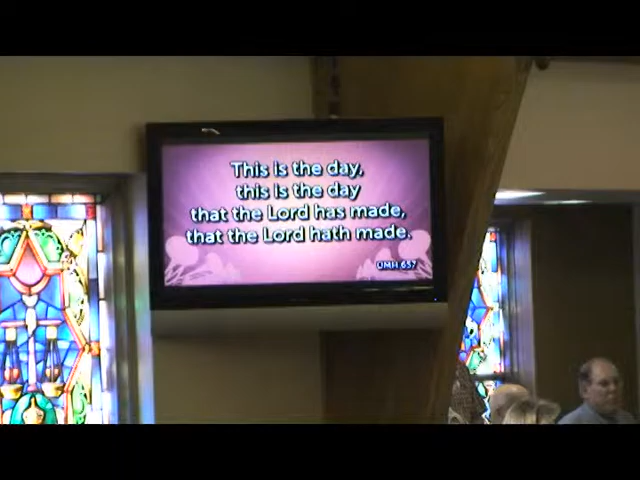 This is the day,
this is the day
that the Lord has made,
that the Lord hath made.
UMH 657